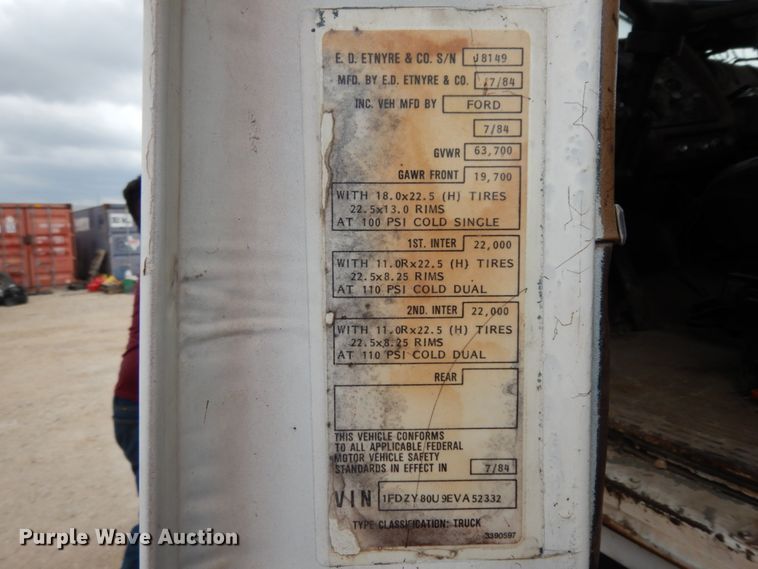 E. D. ETNYRE & CO. S/N J8149
MFD. BY E.D. ETNYRE & CO. 7/84
INC. VEH MFD BY FORD
7/84
GVWR 63,700
GAWR FRONT 19,700
WITH 18.0x22.5 (H) TIRES
22.5x13.0 RIMS
AT 100 PSI COLD SINGLE
1ST. INTER 22,000
WITH 11.0Rx22.5 (H) TIRES
22.5x8.25 RIMS
AT 110 PSI COLD DUAL
2ND. INTER 22,000
WITH 11.0Rx22.5 (H) TIRES
22.5x8.25 RIMS
AT 110 PSI COLD DUAL
REAR
THIS VEHICLE CONFORMS
TO ALL APPLICABLE FEDERAL
MOTOR VEHICLE SAFETY
STANDARDS IN EFFECT IN 7/84
VIN 1FDZY80U9EVA52332
TYPE CLASSIFICATION: TRUCK
3390597
Purple Wave Auction